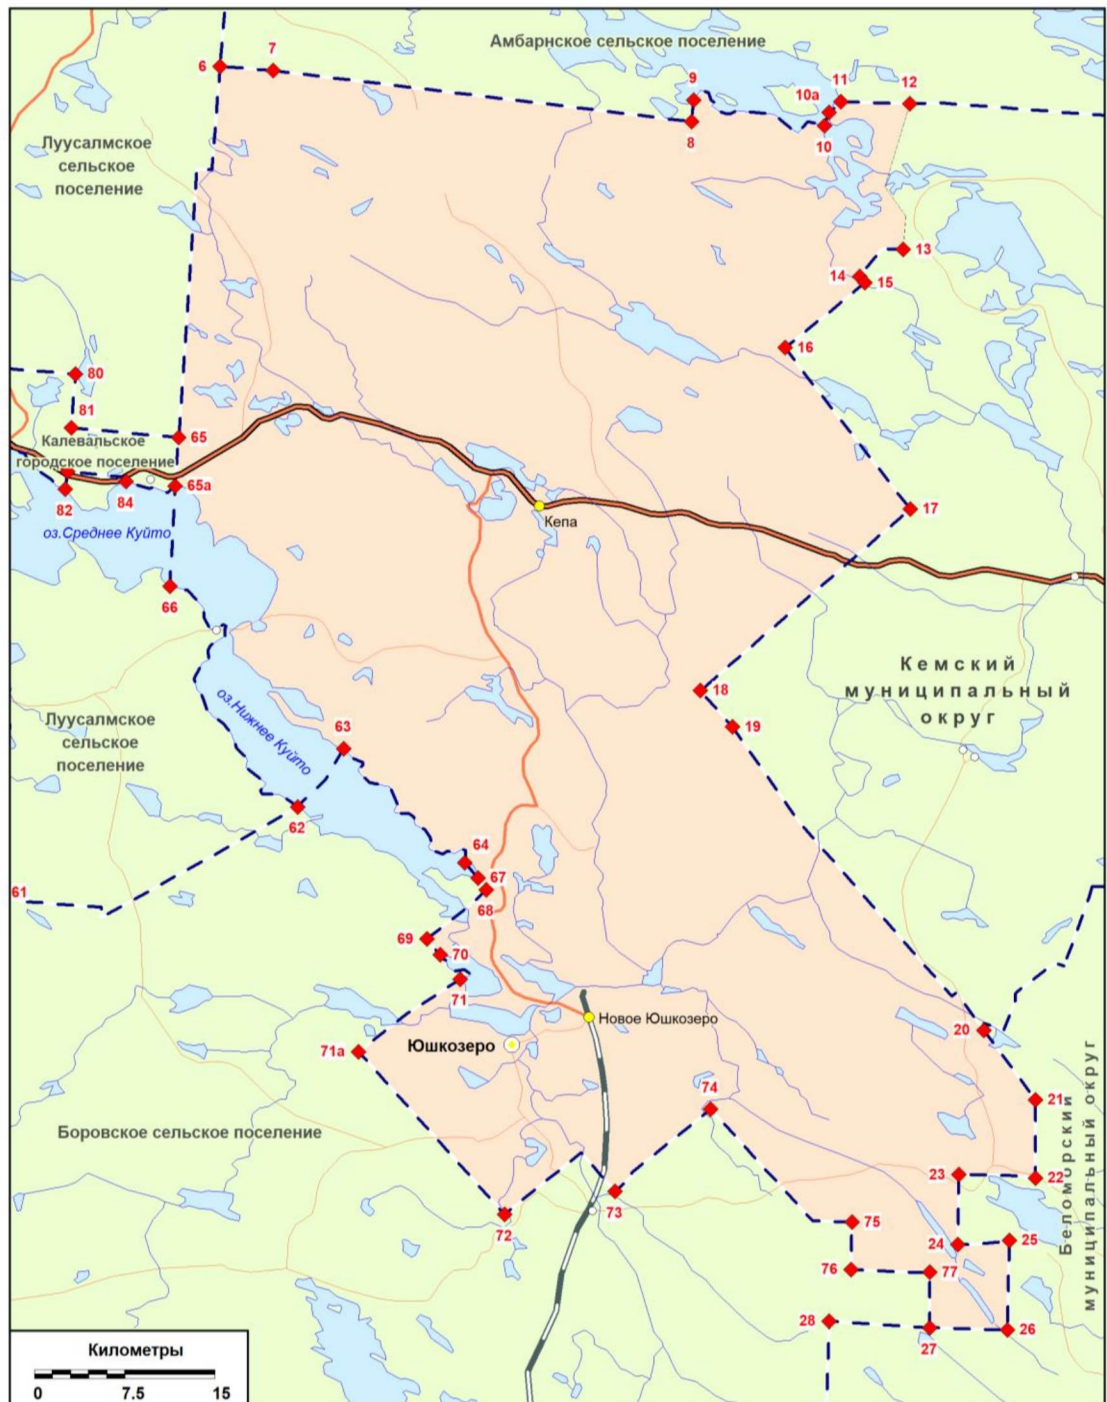 Амбарнское сельское поселение
6
7
9
8
10а
11
12
10
Луусалмское
сельское
поселение
13
14
15
16
80
81
65
Калевальское
городское поселение
82
84
65а
оз.Среднее Куйто
Кепа
17
66
Кемский
муниципальный
округ
18
19
Луусалмское
сельское
поселение
оз.Нижнее Куйто
63
62
64
67
68
61
69
70
71
Новое Юшкозеро
Юшкозеро
71а
20
74
21
Боровское сельское поселение
23
22
Беломорский
муниципальный округ
73
72
75
24
25
76
77
28
27
26
Километры
0
7.5
15